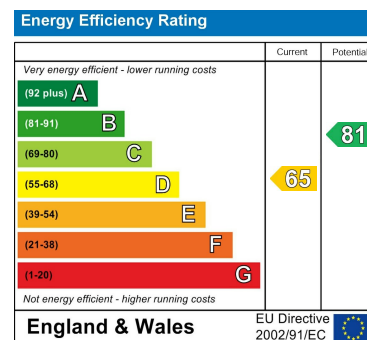 Energy Efficiency Rating
Current Potential
Very energy efficient - lower running costs
(92 plus) A
(81-91) B
(69-80) C
(55-68) D
(39-54) E
(21-38) F
(1-20) G
65
81
Not energy efficient - higher running costs
England & Wales
EU Directive
2002/91/EC